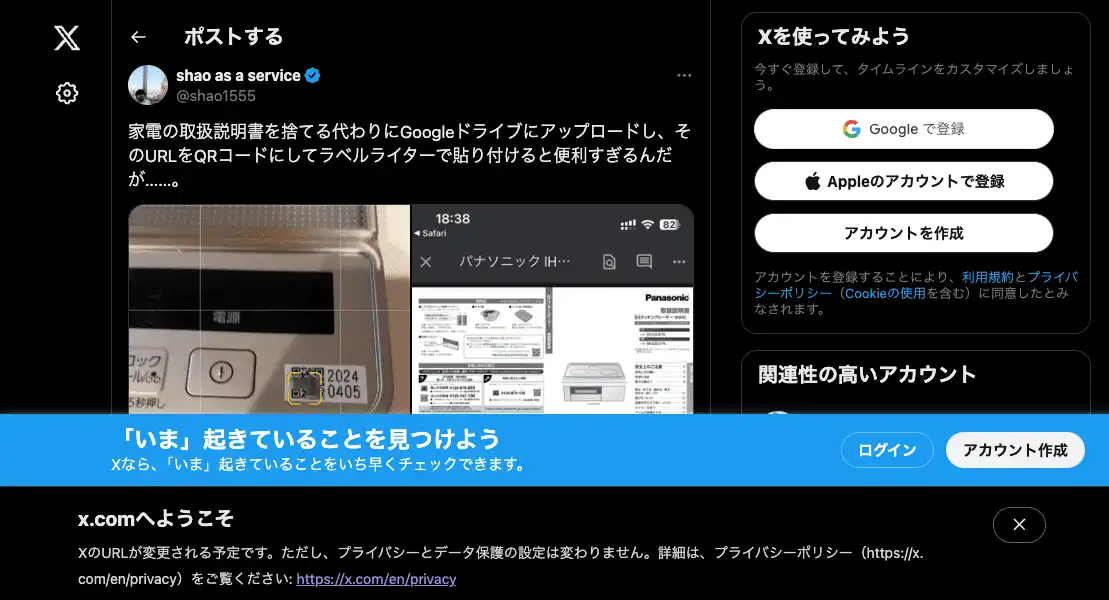 ポストする
shao as a service
@shao1555
家電の取扱説明書を捨てる代わりにGoogleドライブにアップロードし、そ
のURLをQRコードにしてラベルライターで貼り付けると便利すぎるんだ
が......。
電源
ロック
5秒押し
2024
0405
18:38
82
Safari
パナソニック IH…
Panasonic
取扱説明書
Xを使ってみよう
今すぐ登録して、タイムラインをカスタマイズしましょ
う。
Google で登録
Appleのアカウントで登録
アカウントを作成
アカウントを登録することにより、利用規約とプライバ
シーポリシー（Cookieの使用を含む）に同意したとみ
なされます。
関連性の高いアカウント
「いま」起きていることを見つけよう
Xなら、「いま」起きていることをいち早くチェックできます。
ログイン
アカウント作成
x.comへようこそ
XのURLが変更される予定です。ただし、プライバシーとデータ保護の設定は変わりません。詳細は、プライバシーポリシー（https://x.
com/en/privacy）をご覧ください: https://x.com/en/privacy